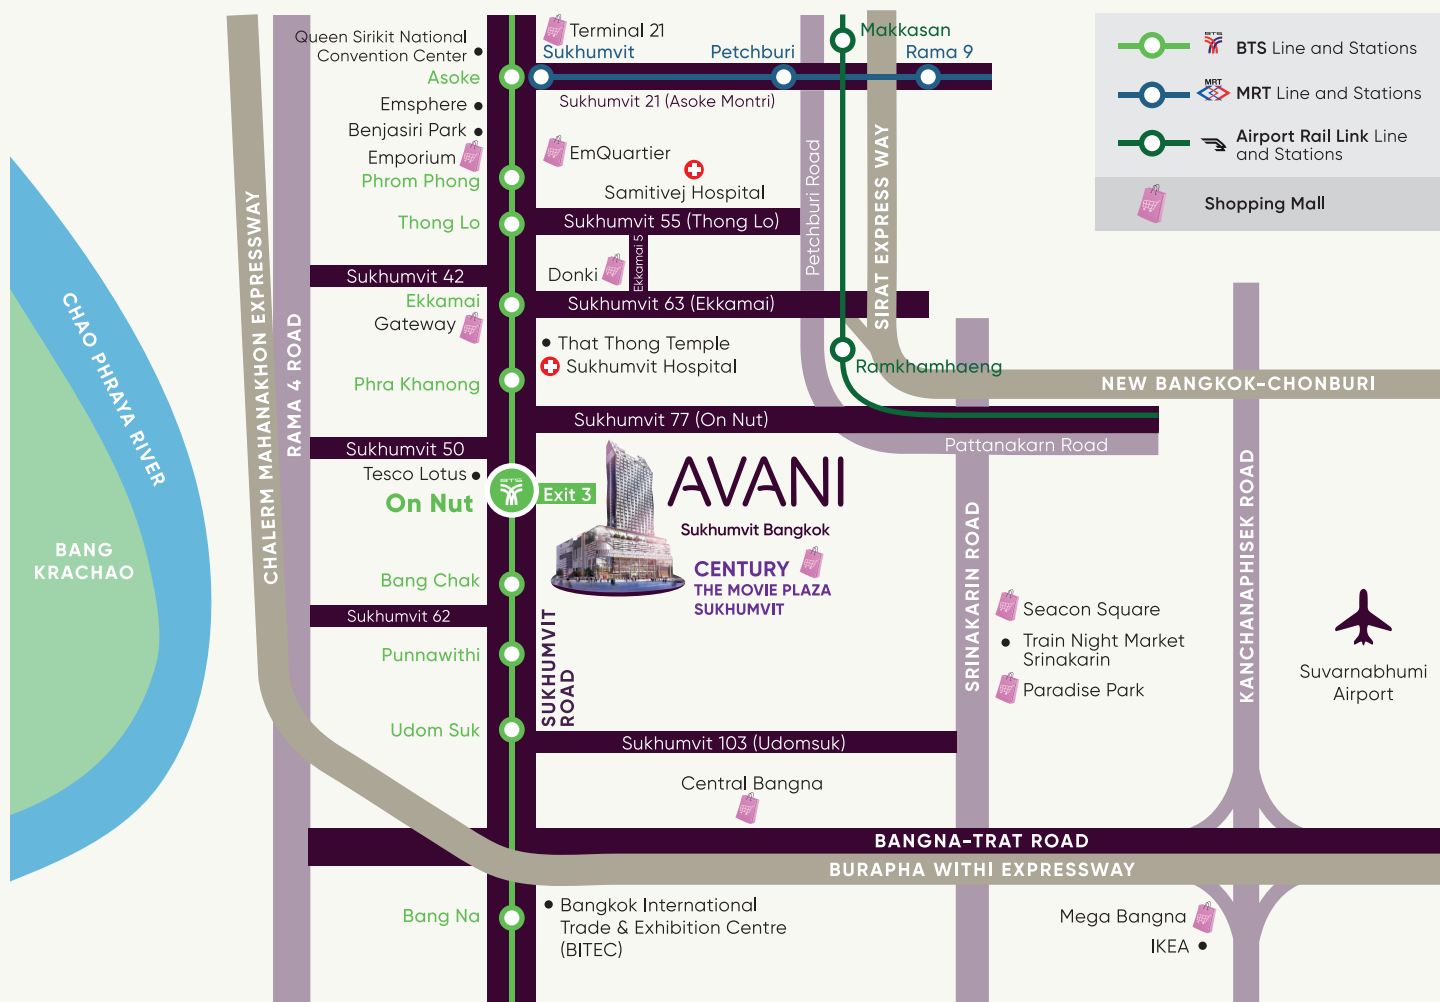 Queen Sirikit National
Convention Center
Terminal 21
Sukhumvit
Petchburi
Makkasan
Rama 9
Asoke
Sukhumvit 21 (Asoke Montri)
Emsphere
Benjasiri Park
Emporium
EmQuartier
Phrom Phong
Samitivej Hospital
Thong Lo
Sukhumvit 55 (Thong Lo)
Petchburi Road
SIRAT EXPRESS WAY
Sukhumvit 42
Donki
Ekkamai 5
Ekkamai
Sukhumvit 63 (Ekkamai)
Gateway
That Thong Temple
Sukhumvit Hospital
Ramkhamhaeng
Phra Khanong
NEW BANGKOK-CHONBURI
Sukhumvit 77 (On Nut)
Pattanakarn Road
Sukhumvit 50
Tesco Lotus
On Nut
BTS
Exit 3
AVANI
Sukhumvit Bangkok
CENTURY
THE MOVIE PLAZA
SUKHUMVIT
CHAO PHRAYA RIVER
BANG
KRACHAO
CHALERM MAHANAKHON EXPRESSWAY
RAMA 4 ROAD
Bang Chak
Sukhumvit 62
Punnawithi
SUKHUMVIT
ROAD
Udom Suk
Sukhumvit 103 (Udomsuk)
SRINAKARIN ROAD
Seacon Square
Train Night Market
Srinakarin
Paradise Park
KANCHANAPHISEK ROAD
Suvarnabhumi
Airport
Central Bangna
BANGNA-TRAT ROAD
BURAPHA WITHI EXPRESSWAY
Bang Na
Bangkok International
Trade & Exhibition Centre
(BITEC)
Mega Bangna
IKEA
BTS
BTS Line and Stations
MRT
MRT Line and Stations
Airport Rail Link Line
and Stations
Shopping Mall